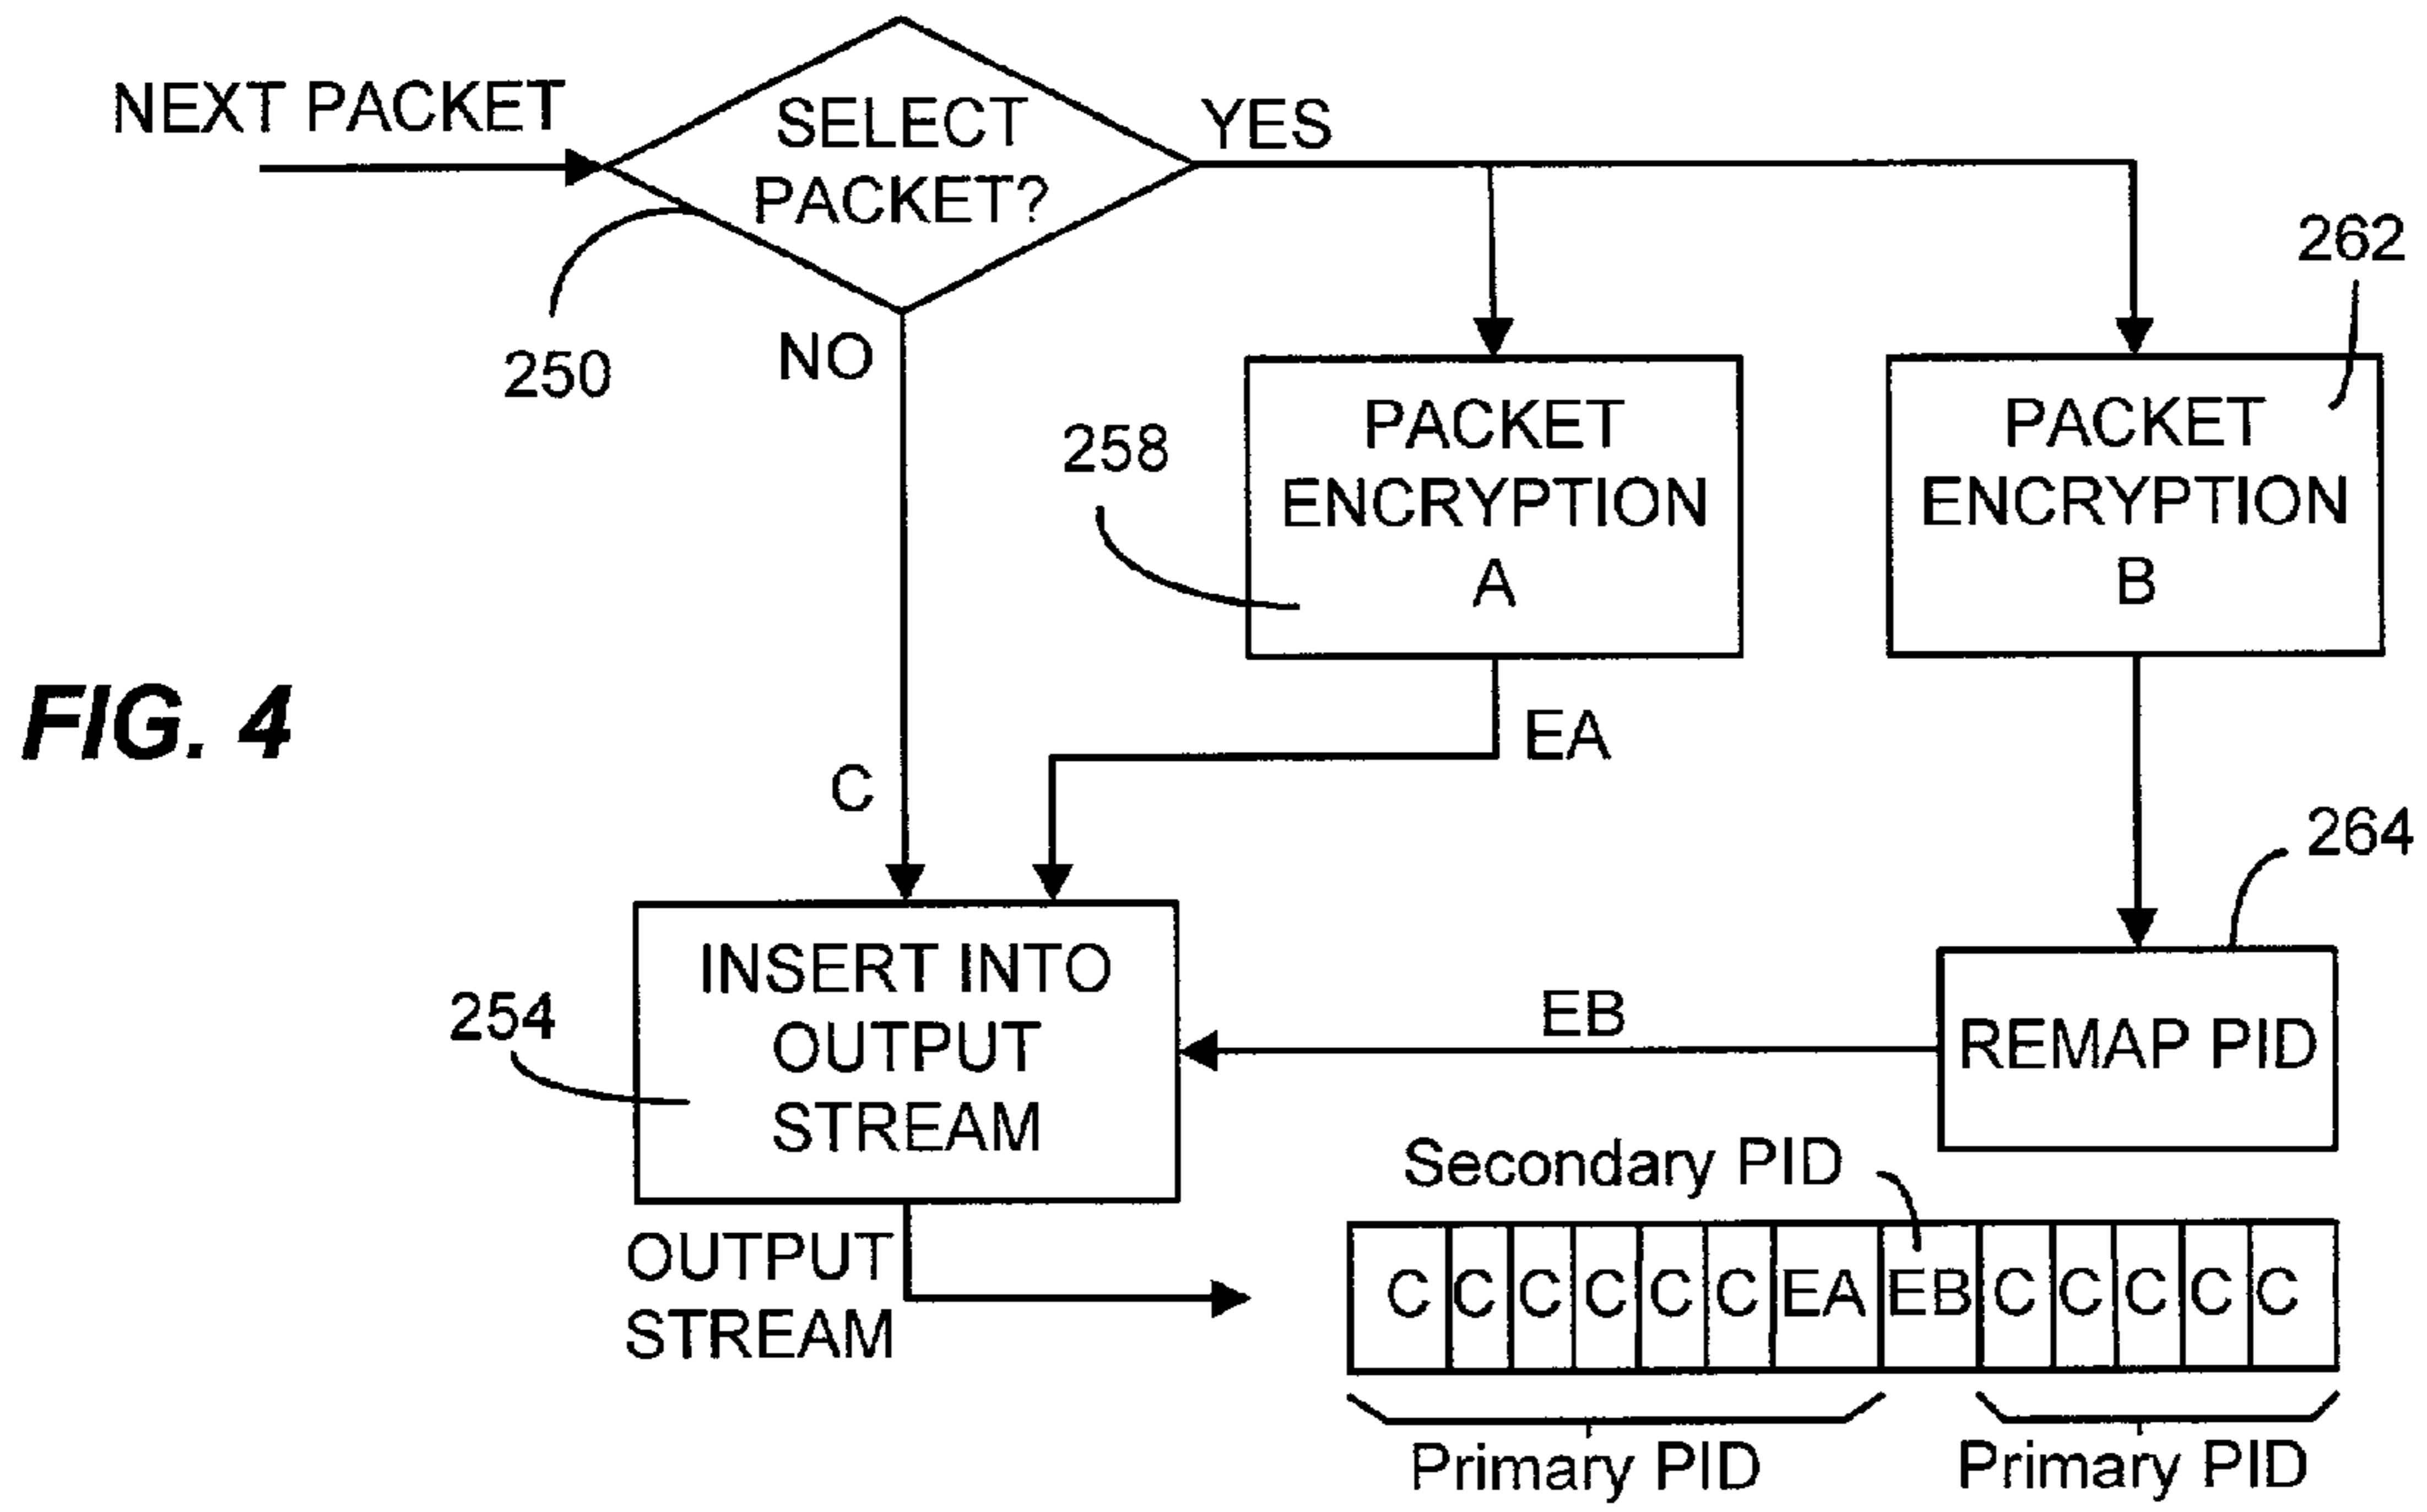 NEXT PACKET
SELECT
PACKET?
YES
262
250
NO
258
PACKET
ENCRYPTION
A
PACKET
ENCRYPTION
B
FIG. 4
EA
C
264
INSERT INTO
OUTPUT
STREAM
254
EB
REMAP PID
Secondary PID
OUTPUT
STREAM
C C C C C C EA EB C C C C C
Primary PID
Primary PID